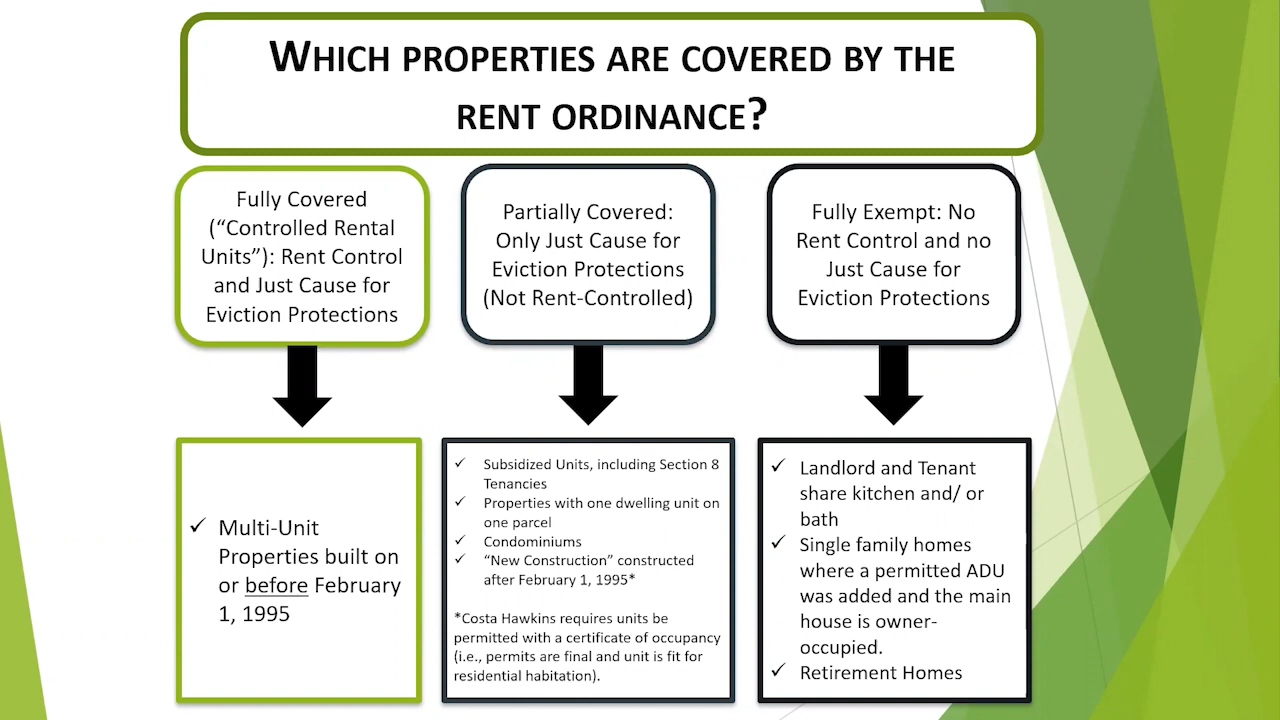 WHICH PROPERTIES ARE COVERED BY THE
RENT ORDINANCE?
Fully Covered
(“Controlled Rental
Units”): Rent Control
and Just Cause for
Eviction Protections
Partially Covered:
Only Just Cause for
Eviction Protections
(Not Rent-Controlled)
Fully Exempt: No
Rent Control and no
Just Cause for
Eviction Protections
✓ Multi-Unit
Properties built on
or before February
1, 1995
✓ Subsidized Units, including Section 8
Tenancies
✓ Properties with one dwelling unit on
one parcel
✓ Condominiums
✓ “New Construction” constructed
after February 1, 1995*
*Costa Hawkins requires units be
permitted with a certificate of occupancy
(i.e., permits are final and unit is fit for
residential habitation).
✓ Landlord and Tenant
share kitchen and/ or
bath
✓ Single family homes
where a permitted ADU
was added and the main
house is owner-
occupied.
✓ Retirement Homes